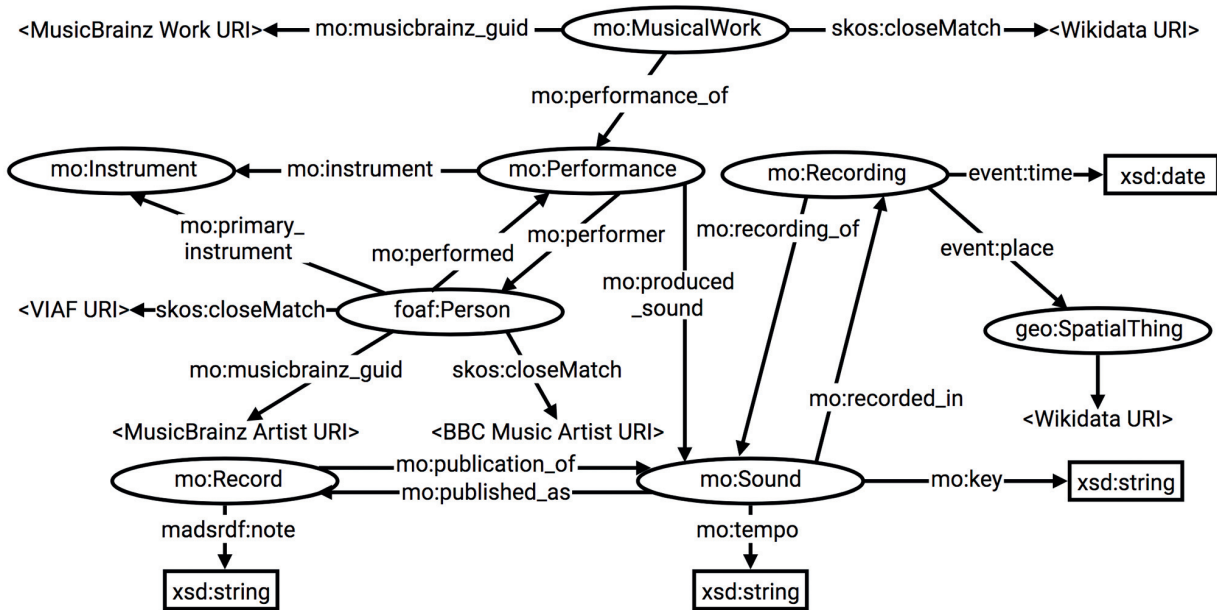 <MusicBrainz Work URI>
mo:musicbrainz_guid
mo:MusicalWork
skos:closeMatch
<Wikidata URI>
mo:performance_of
mo:Instrument
mo:instrument
mo:Performance
mo:Recording
event:time
xsd:date
mo:primary_
instrument
mo:performed
mo:performer
mo:recording_of
event:place
mo:produced
_sound
<VIAF URI>
skos:closeMatch
foaf:Person
geo:SpatialThing
mo:musicbrainz_guid
skos:closeMatch
mo:recorded_in
<Wikidata URI>
<MusicBrainz Artist URI>
<BBC Music Artist URI>
mo:Record
mo:publication_of
mo:published_as
mo:Sound
mo:key
xsd:string
madsrdf:note
mo:tempo
xsd:string
xsd:string